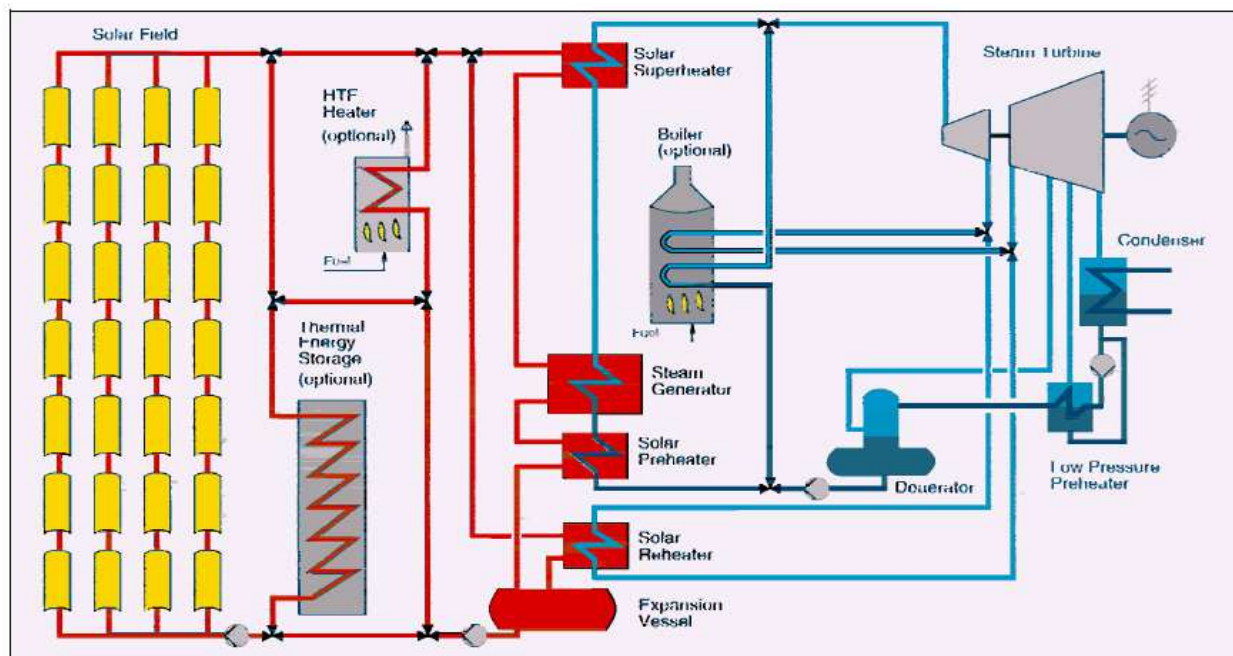 Solar Field
HTF
Heater
(optional)
Fuel
Thermal
Energy
Storage
(optional)
Solar
Superheater
Boiler
(optional)
Fuel
Steam
Generator
Solar
Preheater
Solar
Reheater
Expansion
Vessel
Steam Turbine
Condenser
Low Pressure
Preheater
Deaerator